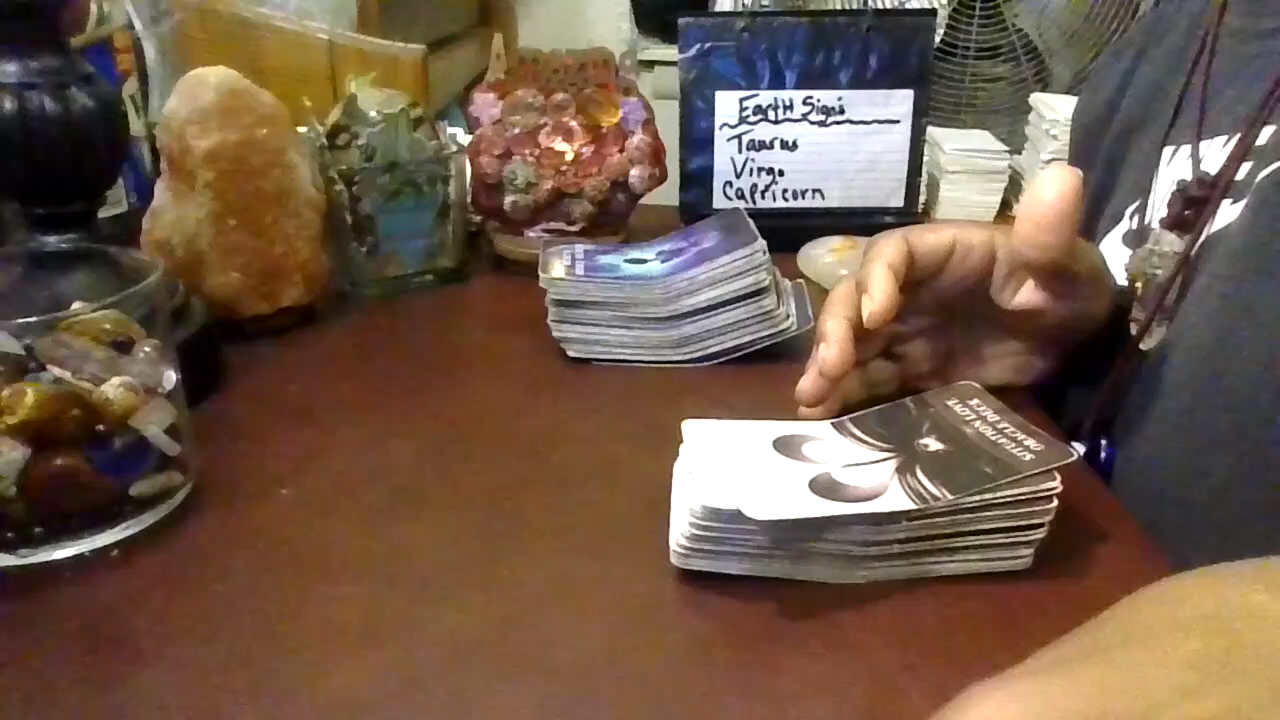 Earth Signs
Taurus
Virgo
Capricorn
SITUATION LOVE
ORACLE DECK